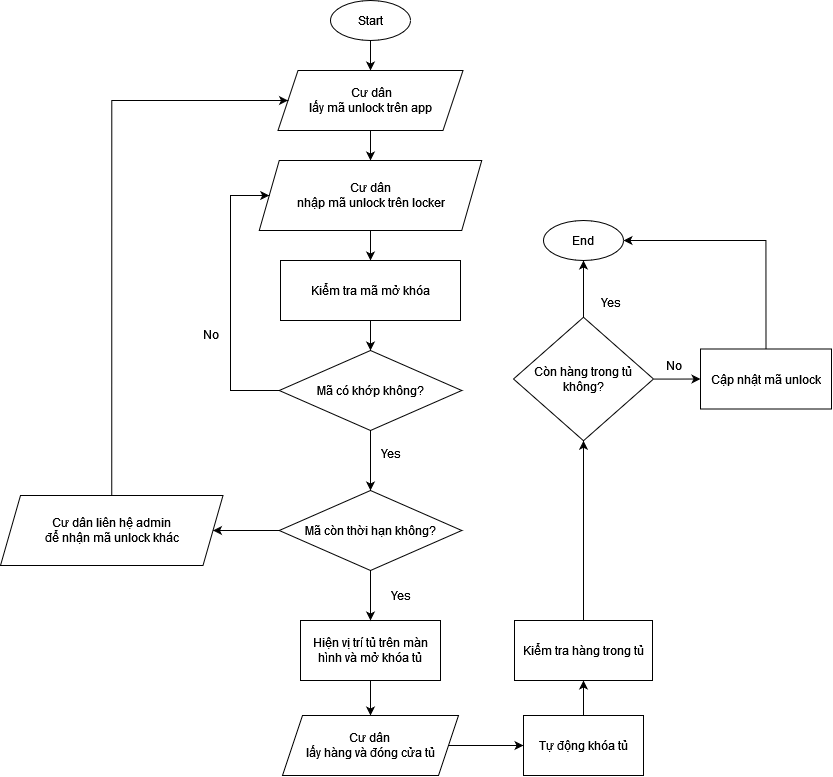 Start
Cư dân
lấy mã unlock trên app
Cư dân
nhập mã unlock trên locker
Kiểm tra mã mở khóa
No
Mã có khớp không?
Yes
Mã còn thời hạn không?
Cư dân liên hệ admin
để nhận mã unlock khác
Yes
Hiện vị trí tủ trên màn
hình và mở khóa tủ
Cư dân
lấy hàng và đóng cửa tủ
Tự động khóa tủ
Kiểm tra hàng trong tủ
Còn hàng trong tủ
không?
No
Cập nhật mã unlock
Yes
End